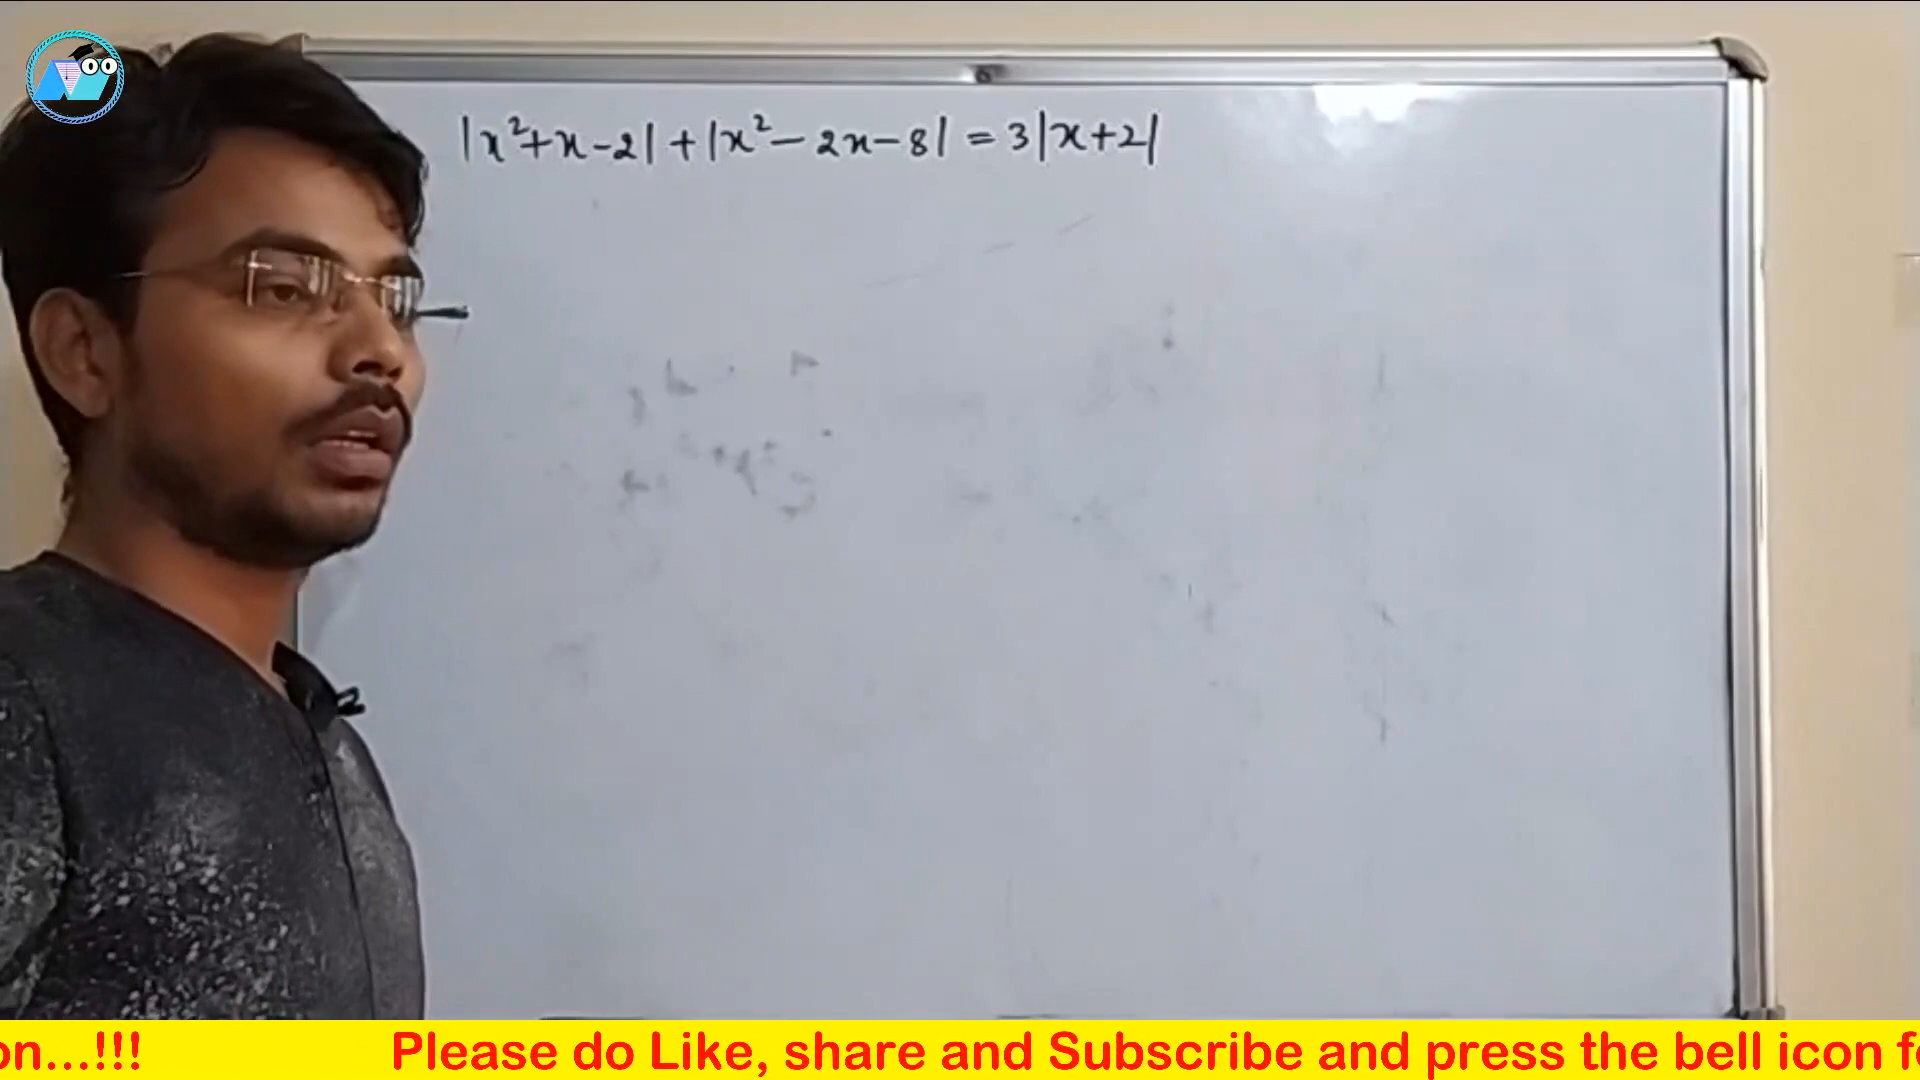 |x²+x-2|+|x²-2x-8| = 3|x+2|
on...!!! Please do Like, share and Subscribe and press the bell icon fo